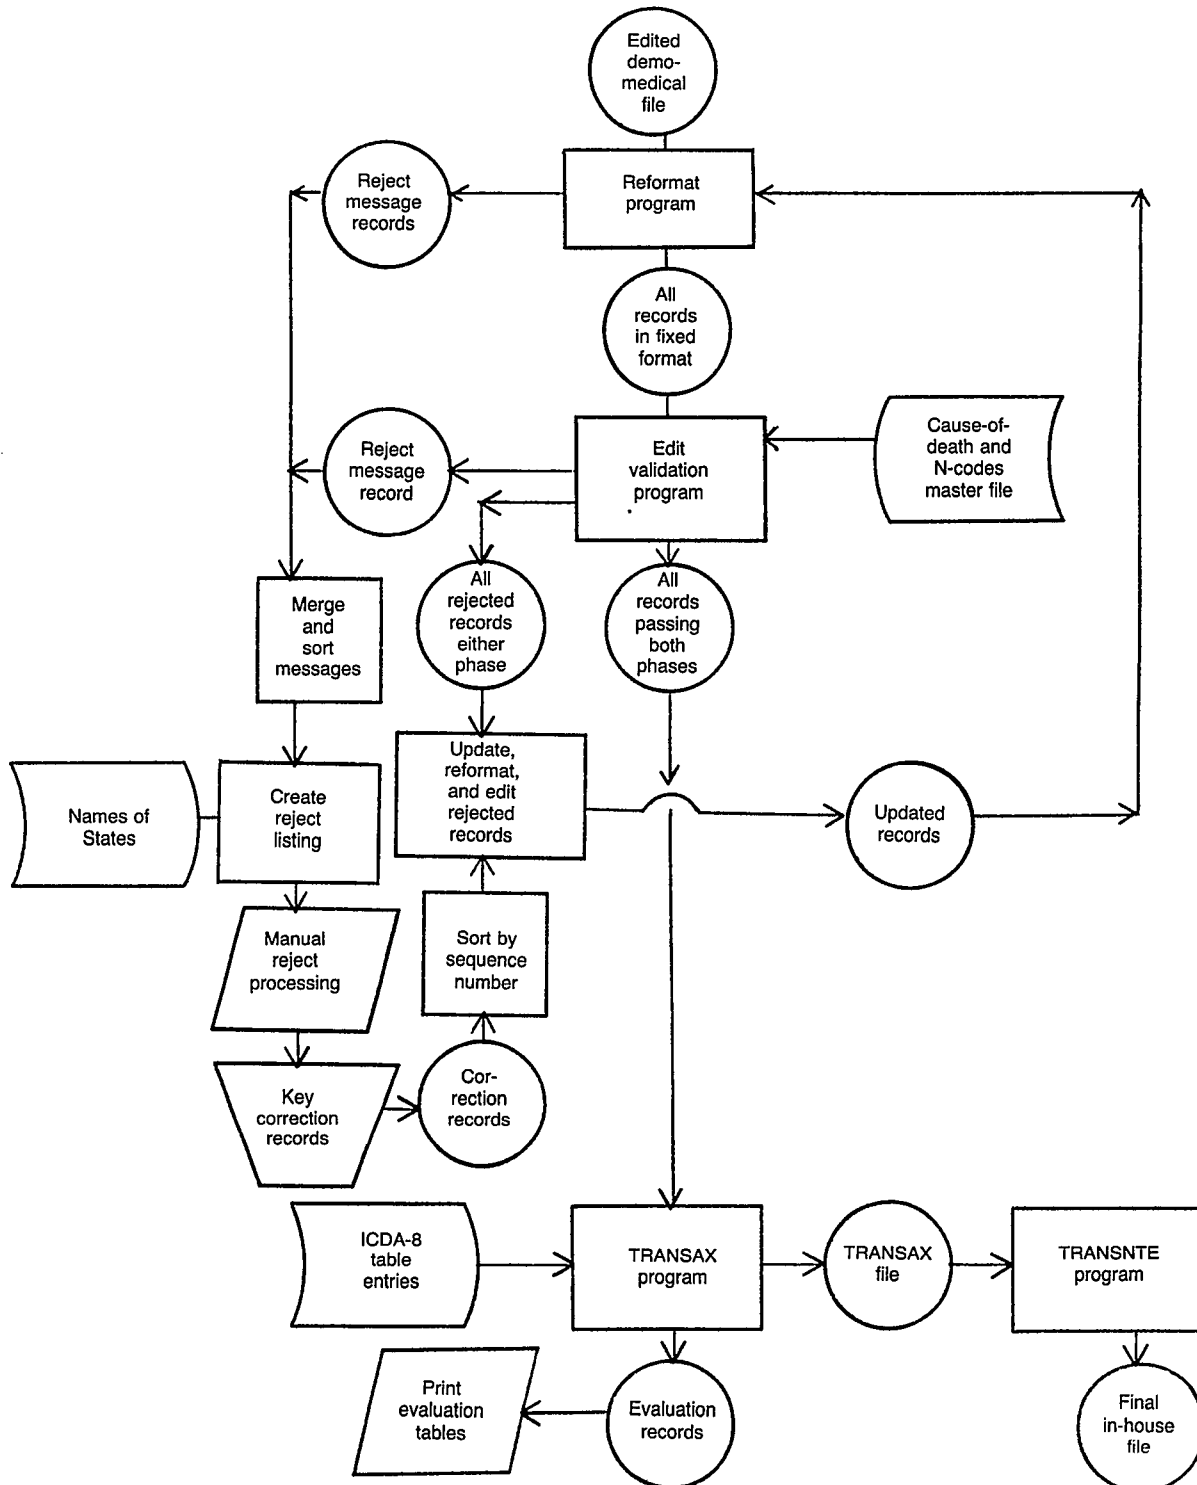 Edited
demo-
medical
file
Reject
message
records
Reformat
program
All
records
in fixed
format
Reject
message
record
Edit
validation
program
Cause-of-
death and
N-codes
master file
Merge
and
sort
messages
All
rejected
records
either
phase
All
records
passing
both
phases
Names of
States
Create
reject
listing
Update,
reformat,
and edit
rejected
records
Updated
records
Manual
reject
processing
Sort by
sequence
number
Key
correction
records
Cor-
rection
records
ICDA-8
table
entries
TRANSAX
program
TRANSAX
file
TRANSNTE
program
Print
evaluation
tables
Evaluation
records
Final
in-house
file